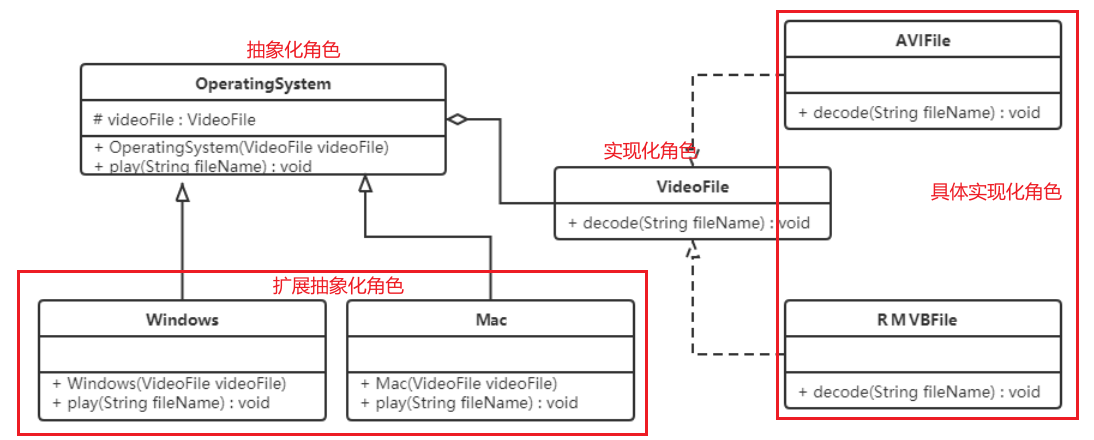 抽象化角色
OperatingSystem
# videoFile : VideoFile
+ OperatingSystem(VideoFile videoFile)
+ play(String fileName) : void
实现化角色
VideoFile
+ decode(String fileName) : void
AVIFile
+ decode(String fileName) : void
具体实现化角色
扩展抽象化角色
Windows
+ Windows(VideoFile videoFile)
+ play(String fileName) : void
Mac
+ Mac(VideoFile videoFile)
+ play(String fileName) : void
RMVBFile
+ decode(String fileName) : void